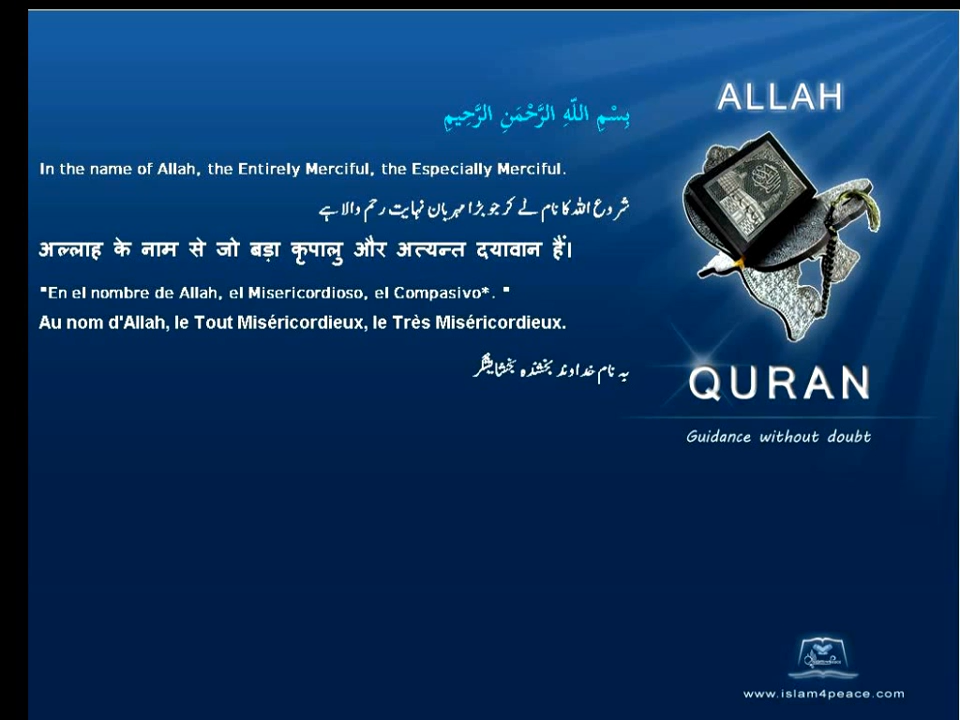 بِسْمِ اللَّهِ الرَّحْمَنِ الرَّحِيمِ
In the name of Allah, the Entirely Merciful, the Especially Merciful.
شروع الله کا نام لے کر جو بڑا مہربان نہایت رحم والا ہے
अल्लाह के नाम से जो बड़ा कृपालु और अत्यन्त दयावान हैं।
"En el nombre de Allah, el Misericordioso, el Compasivo*. "
Au nom d'Allah, le Tout Miséricordieux, le Très Miséricordieux.
به نام خداوند بخشنده بخشایشگر
ALLAH
QURAN
Guidance without doubt
www.islam4peace.com